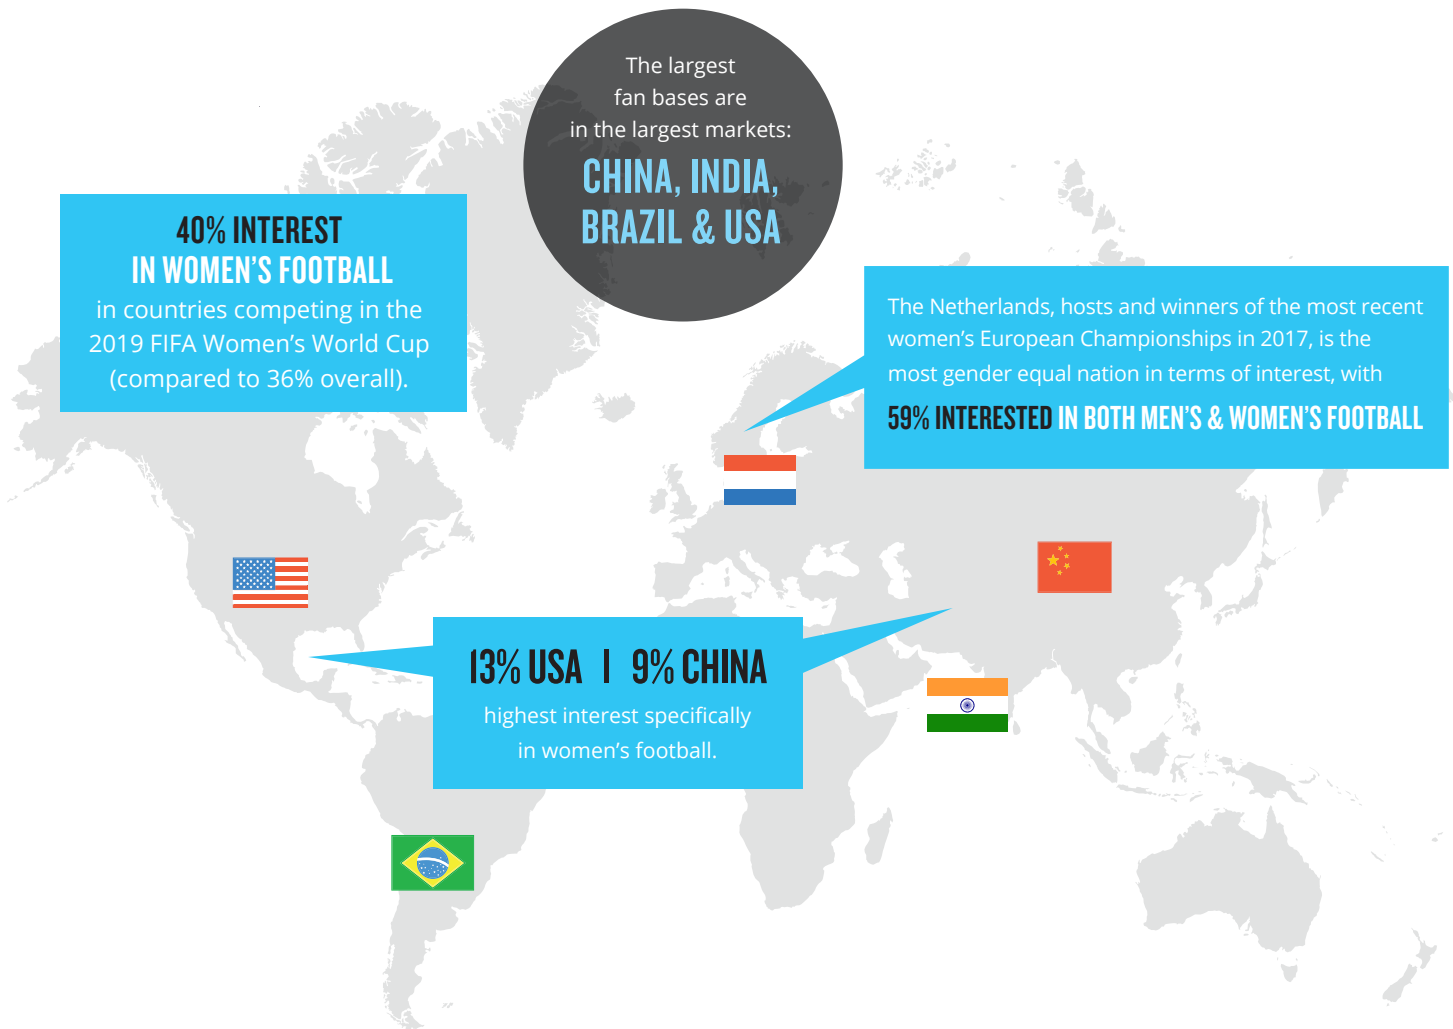 The largest
fan bases are
in the largest markets:
CHINA, INDIA,
BRAZIL & USA
40% INTEREST
IN WOMEN'S FOOTBALL
in countries competing in the
2019 FIFA Women's World Cup
(compared to 36% overall).
The Netherlands, hosts and winners of the most recent
women's European Championships in 2017, is the
most gender equal nation in terms of interest, with
59% INTERESTED IN BOTH MEN'S & WOMEN'S FOOTBALL
13% USA | 9% CHINA
highest interest specifically
in women's football.